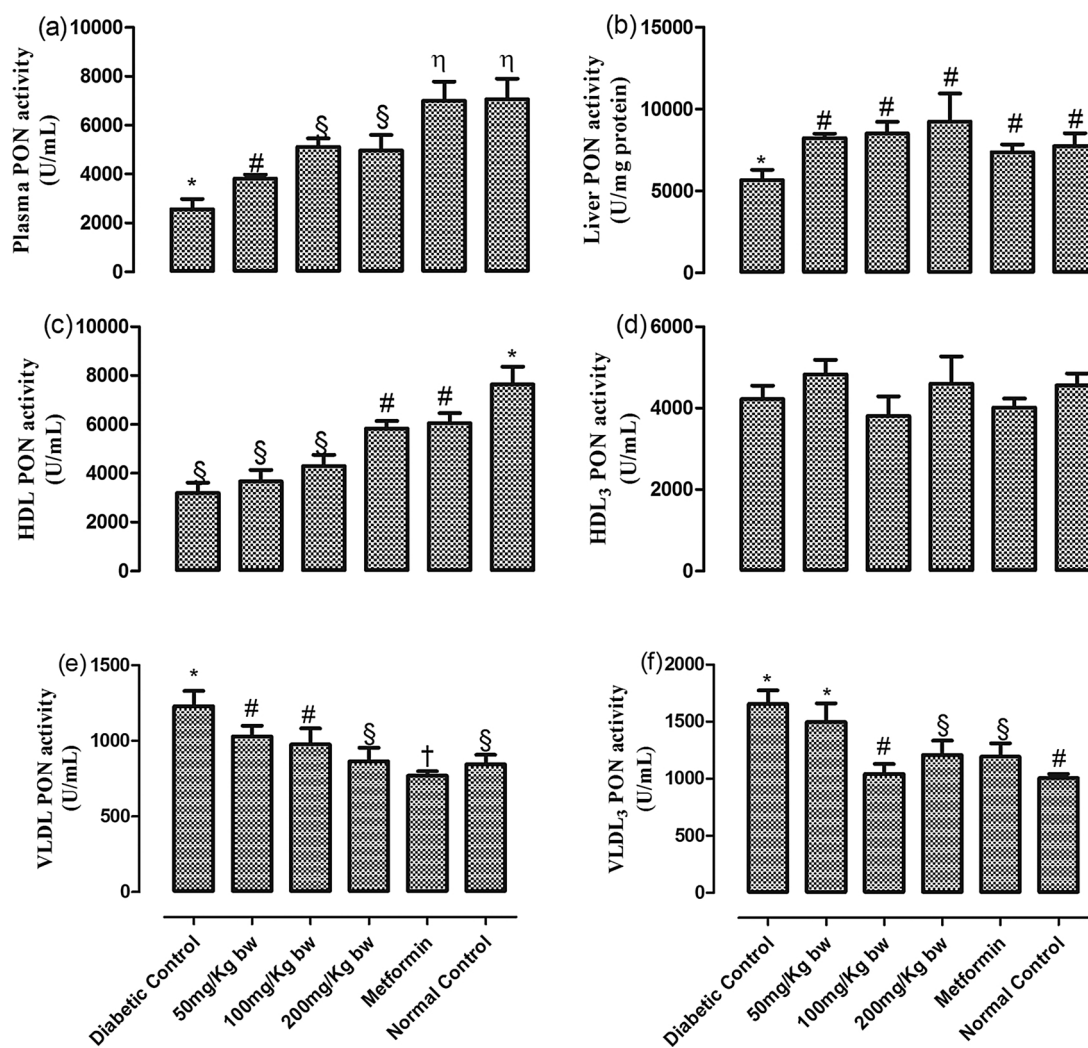 (a)
Plasma PON activity
(U/mL)
10000
8000
6000
4000
2000
0
*
#
§
§
η
η
(b)
Liver PON activity
(U/mg protein)
15000
10000
5000
0
*
#
#
#
#
#
(c)
HDL PON activity
(U/mL)
10000
8000
6000
4000
2000
0
§
§
§
#
#
*
(d)
HDL₃ PON activity
(U/mL)
6000
4000
2000
0
(e)
VLDL PON activity
(U/mL)
1500
1000
500
0
*
#
#
§
†
§
(f)
VLDL₃ PON activity
(U/mL)
2000
1500
1000
500
0
*
*
#
§
§
#
Diabetic Control
50mg/Kg bw
100mg/Kg bw
200mg/Kg bw
Metformin
Normal Control
Diabetic Control
50mg/Kg bw
100mg/Kg bw
200mg/Kg bw
Metformin
Normal Control